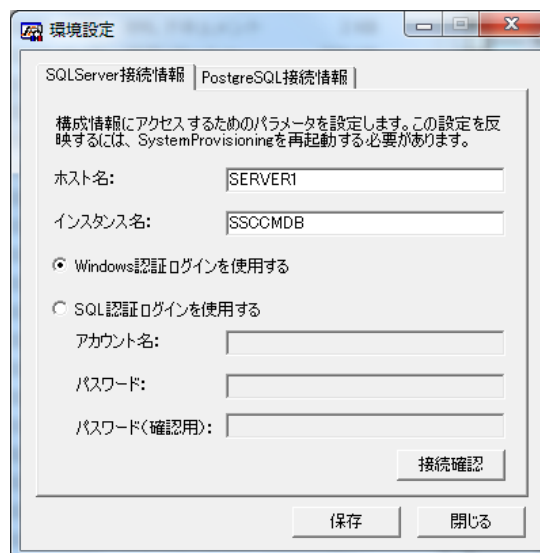 環境設定
SQLServer接続情報
PostgreSQL接続情報
構成情報にアクセスするためのパラメータを設定します。この設定を反
映するには、SystemProvisioningを再起動する必要があります。
ホスト名:
SERVER1
インスタンス名:
SSCCMDB
Windows認証ログインを使用する
SQL認証ログインを使用する
アカウント名:
パスワード:
パスワード(確認用):
接続確認
保存
閉じる